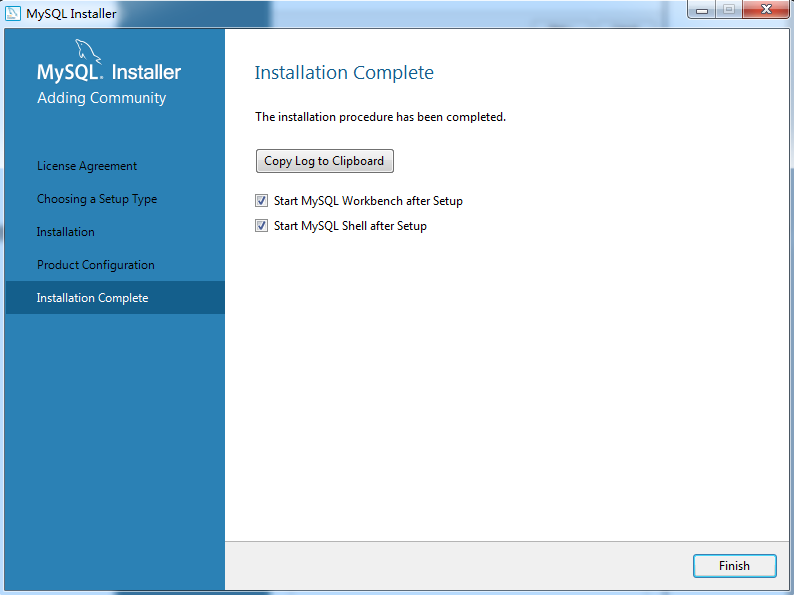 MySQL Installer
MySQL. Installer
Adding Community
License Agreement
Choosing a Setup Type
Installation
Product Configuration
Installation Complete
Installation Complete
The installation procedure has been completed.
Copy Log to Clipboard
Start MySQL Workbench after Setup
Start MySQL Shell after Setup
Finish